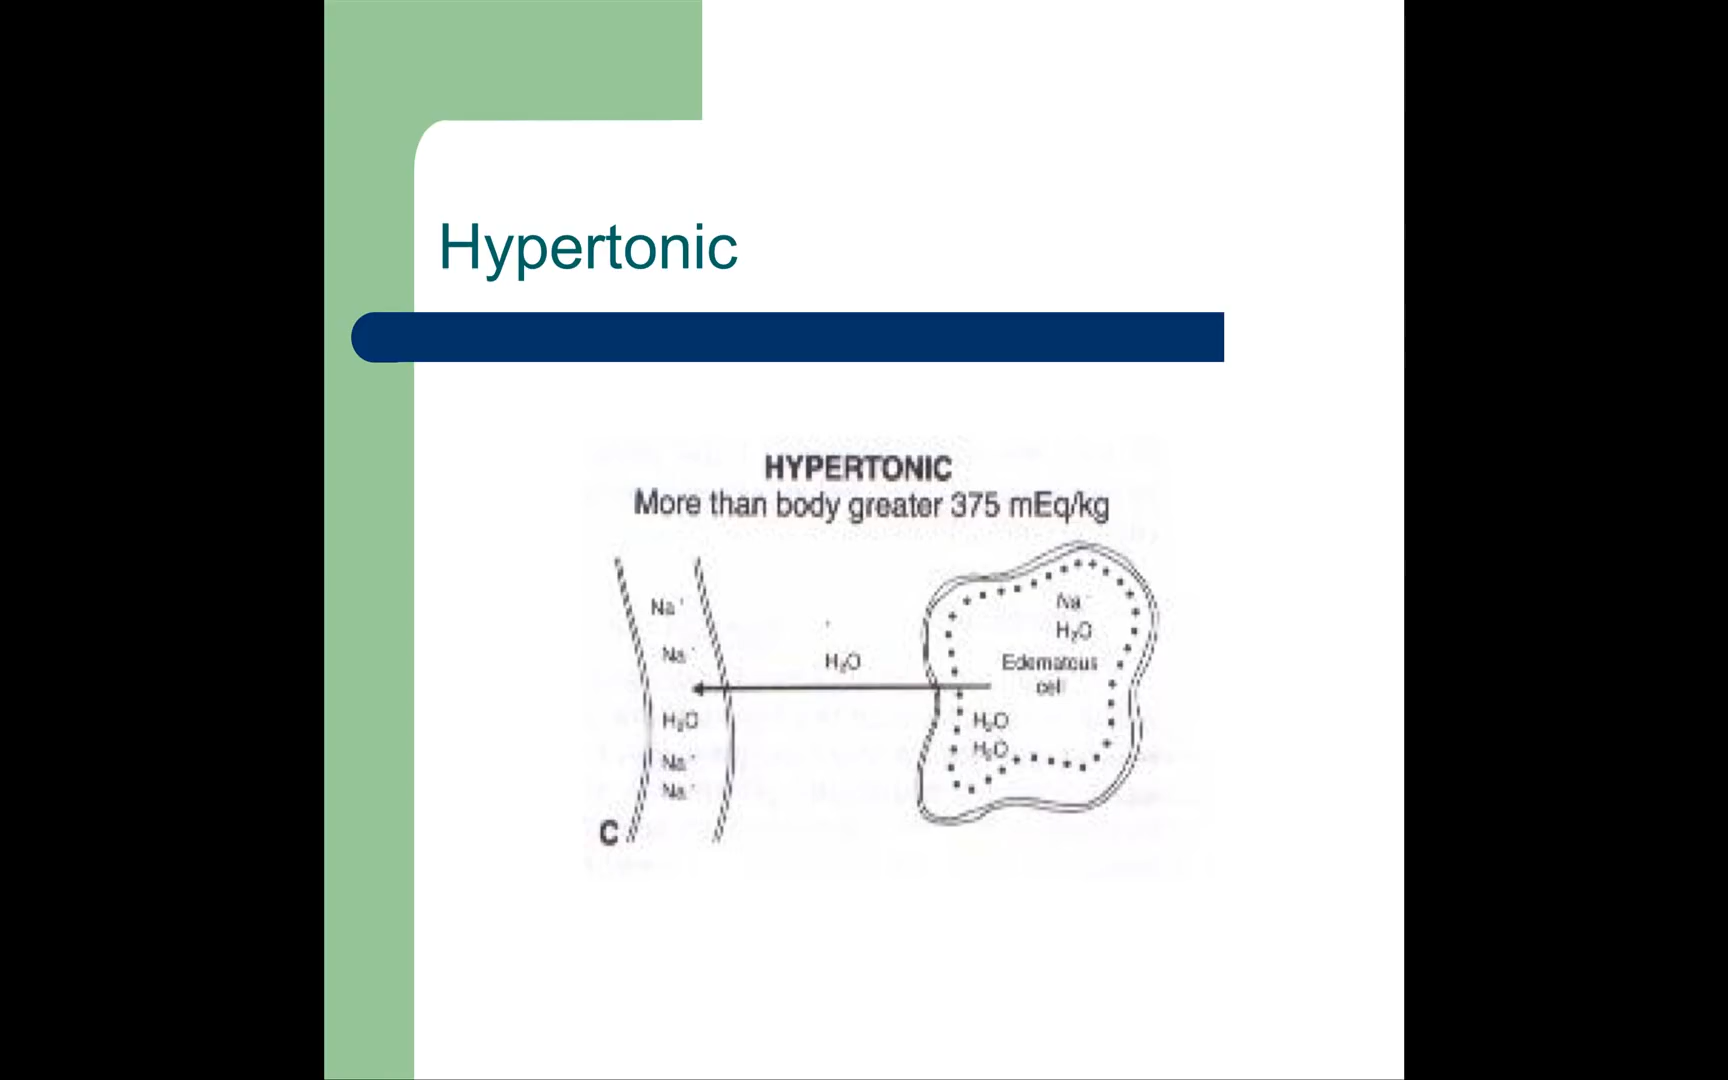 Hypertonic
HYPERTONIC
More than body greater 375 mEq/kg
Na+
Na+
H₂O
Na
Na
C
H₂O
Na
H₂O
Edematous
cell
H₂O
H₂O